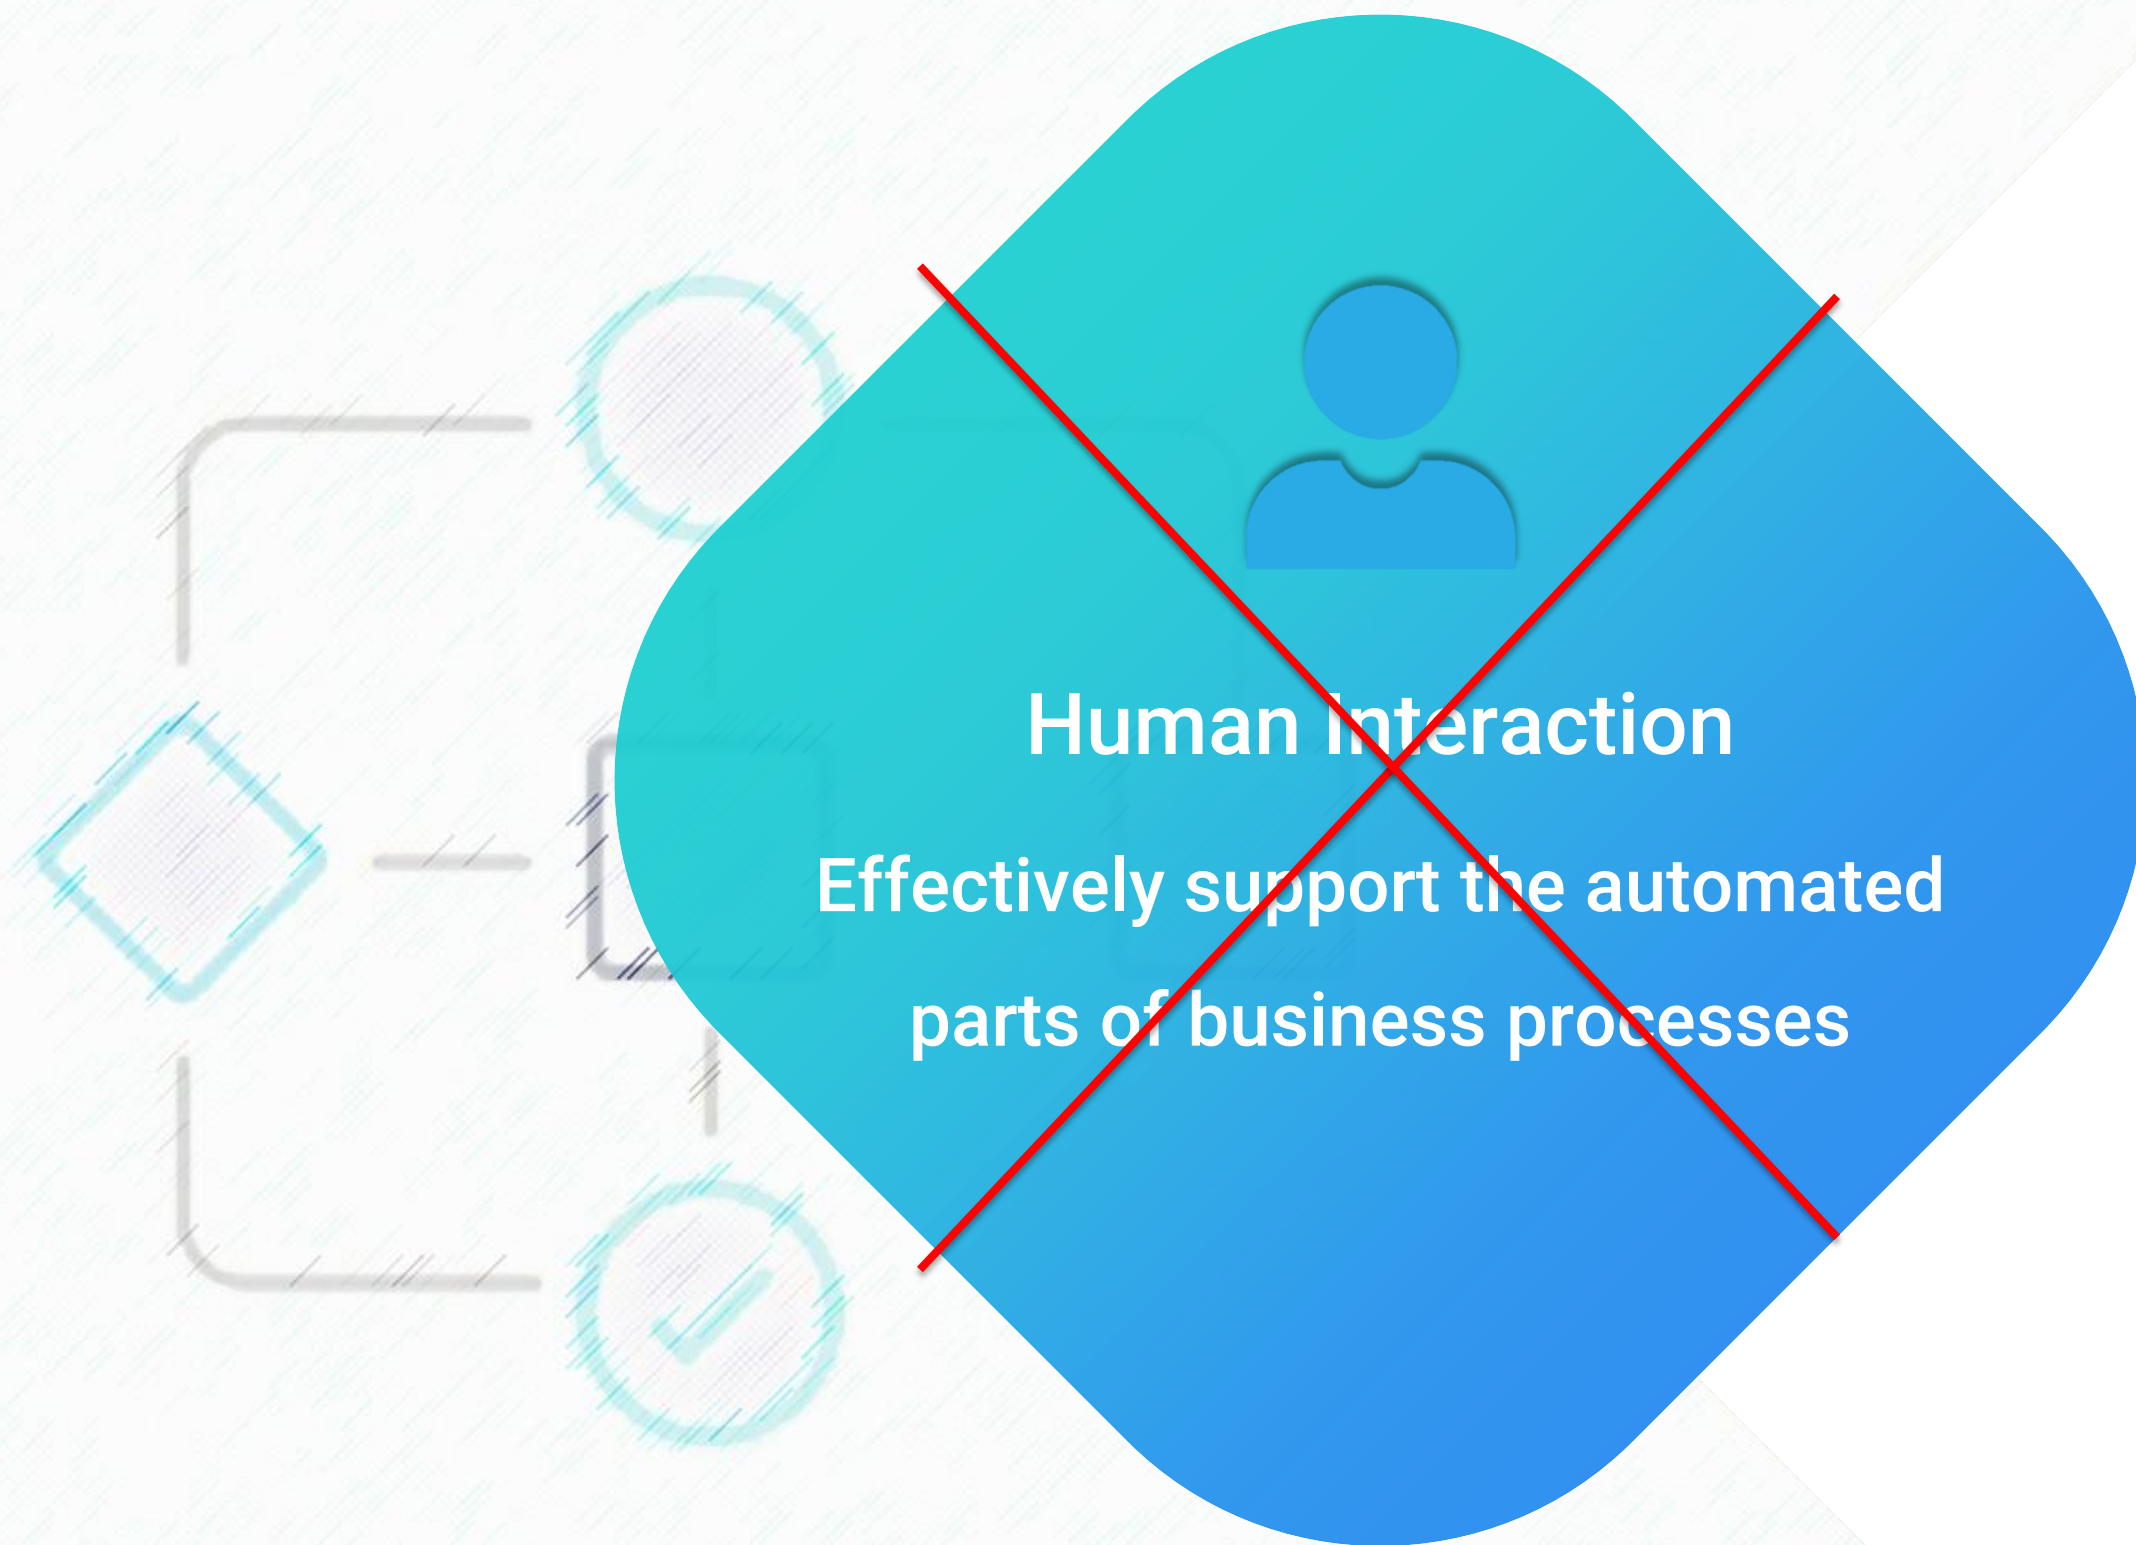 Human Interaction
Effectively support the automated
parts of business processes